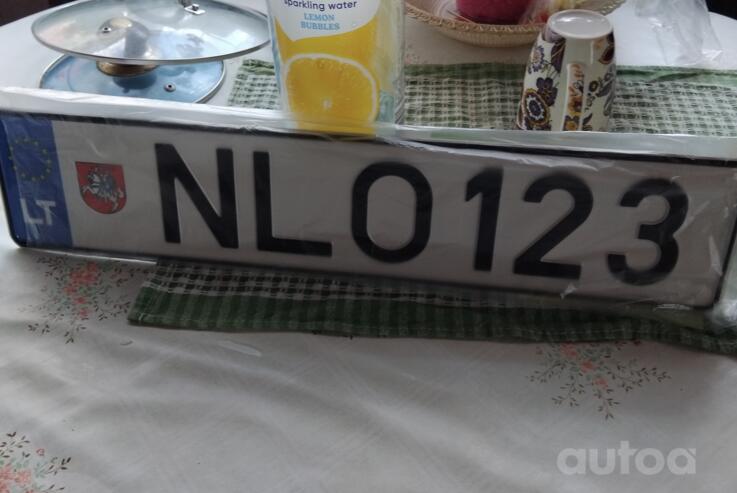 sparkling water
LEMON
BUBBLES
LT
NLO123
autoa